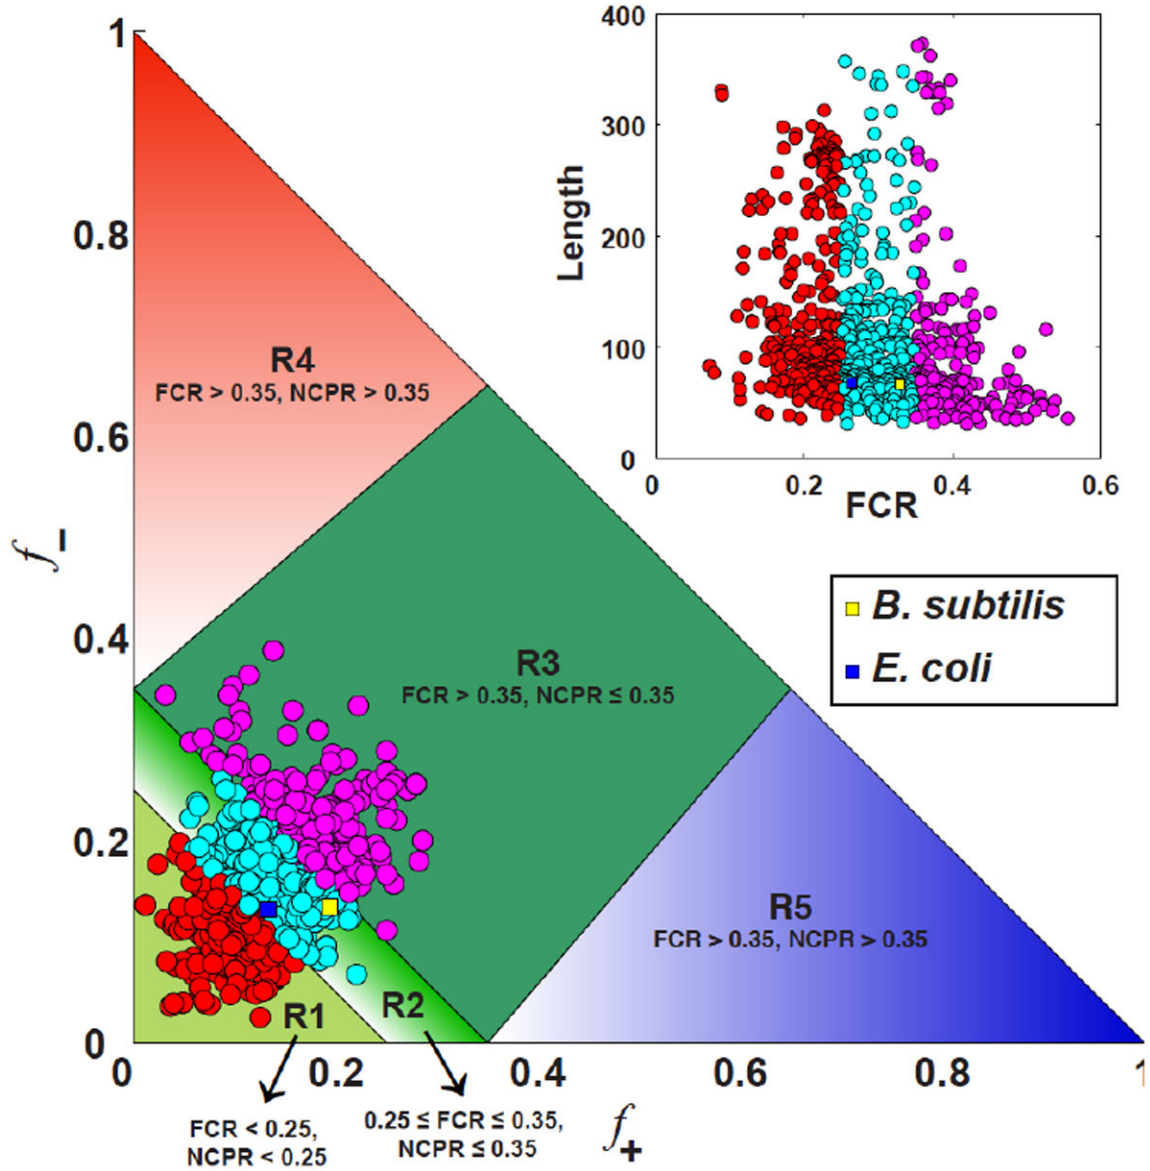 1
0.8
0.6
0.4
0.2
0
f−
R4
FCR > 0.35, NCPR > 0.35
R3
FCR > 0.35, NCPR ≤ 0.35
R5
FCR > 0.35, NCPR > 0.35
R1
R2
0
0.2
0.4
0.6
0.8
1
f+
FCR < 0.25,
NCPR < 0.25
0.25 ≤ FCR ≤ 0.35,
NCPR ≤ 0.35
400
300
200
100
0
Length
0
0.2
0.4
0.6
FCR
B. subtilis
E. coli